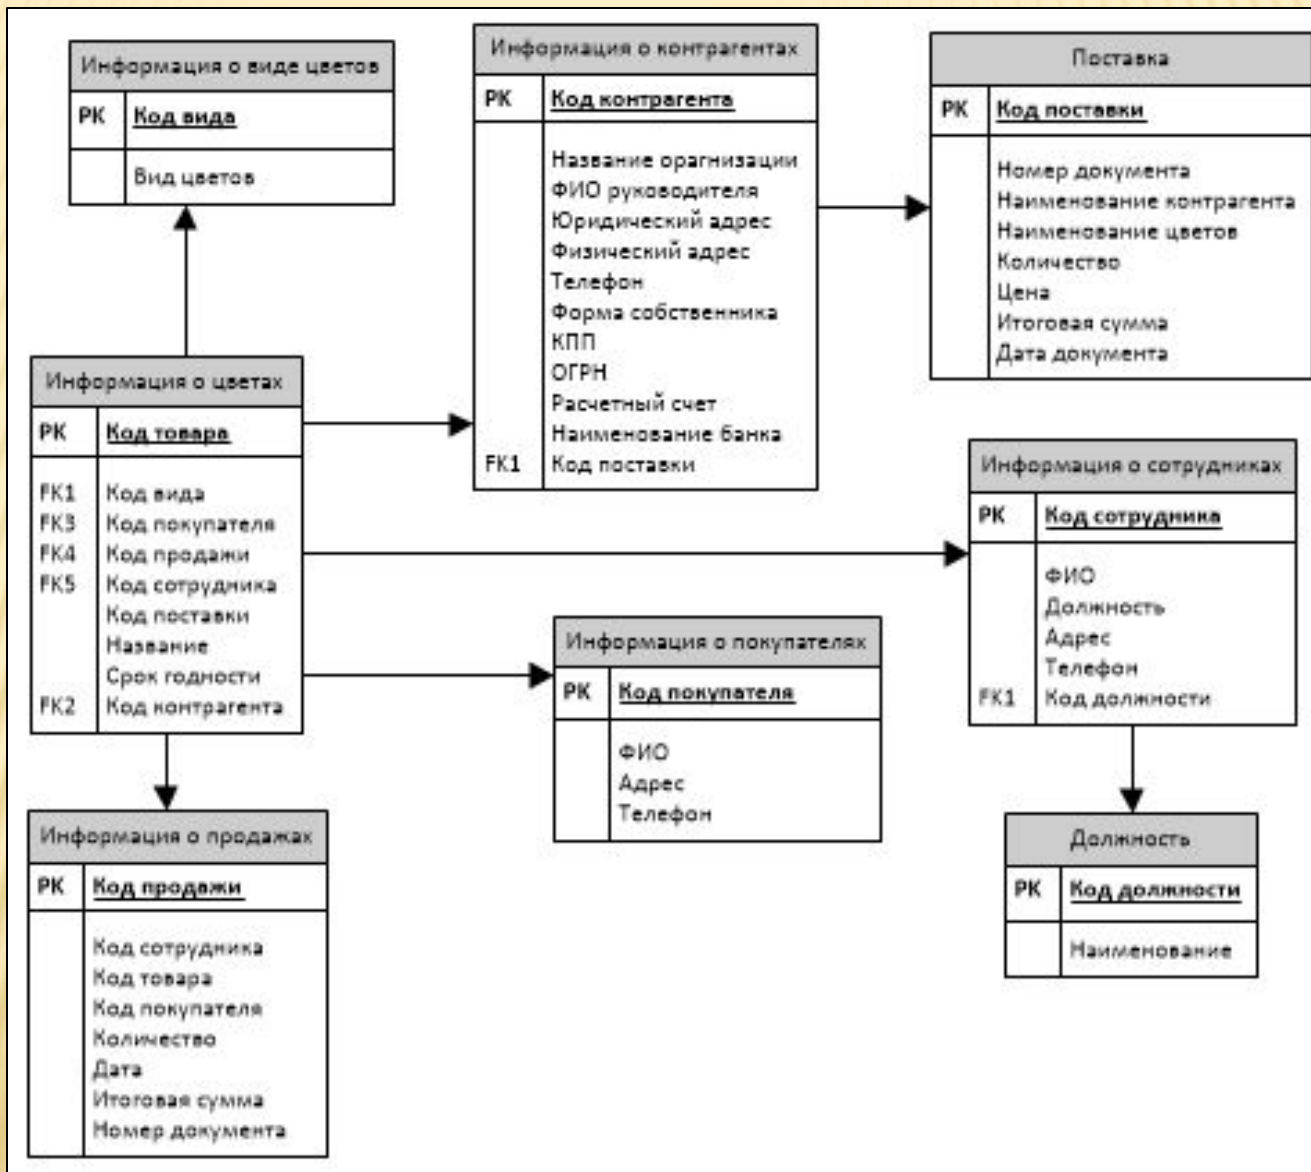 Информация о виде цветов
PK Код вида
Вид цветов
Информация о контрагентах
PK Код контрагента
Название орагнизации
ФИО руководителя
Юридический адрес
Физический адрес
Телефон
Форма собственника
КПП
ОГРН
Расчетный счет
Наименование банка
FK1 Код поставки
Поставка
PK Код поставки
Номер документа
Наименование контрагента
Наименование цветов
Количество
Цена
Итоговая сумма
Дата документа
Информация о цветах
PK Код товара
FK1 Код вида
FK3 Код покупателя
FK4 Код продажи
FK5 Код сотрудника
Код поставки
Название
Срок годности
FK2 Код контрагента
Информация о сотрудниках
PK Код сотрудника
ФИО
Должность
Адрес
Телефон
FK1 Код должности
Информация о покупателях
PK Код покупателя
ФИО
Адрес
Телефон
Информация о продажах
PK Код продажи
Код сотрудника
Код товара
Код покупателя
Количество
Дата
Итоговая сумма
Номер документа
Должность
PK Код должности
Наименование